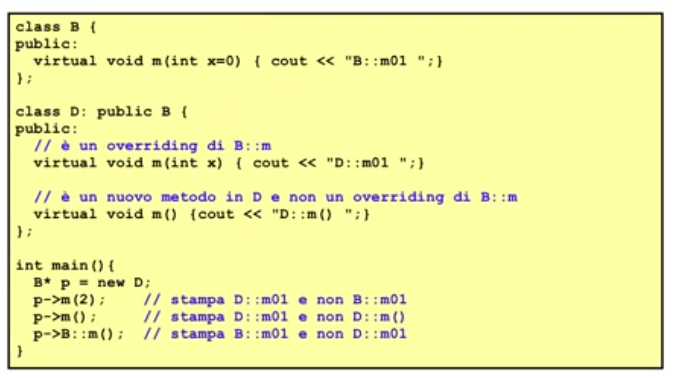 class B {
public:
  virtual void m(int x=0) { cout << "B::m01 ";}
};

class D: public B {
public:
  // è un overriding di B::m
  virtual void m(int x) { cout << "D::m01 ";}

  // è un nuovo metodo in D e non un overriding di B::m
  virtual void m() {cout << "D::m() ";}
};

int main(){
  B* p = new D;
  p->m(2);    // stampa D::m01 e non B::m01
  p->m();     // stampa D::m01 e non D::m()
  p->B::m();  // stampa B::m01 e non D::m01
}